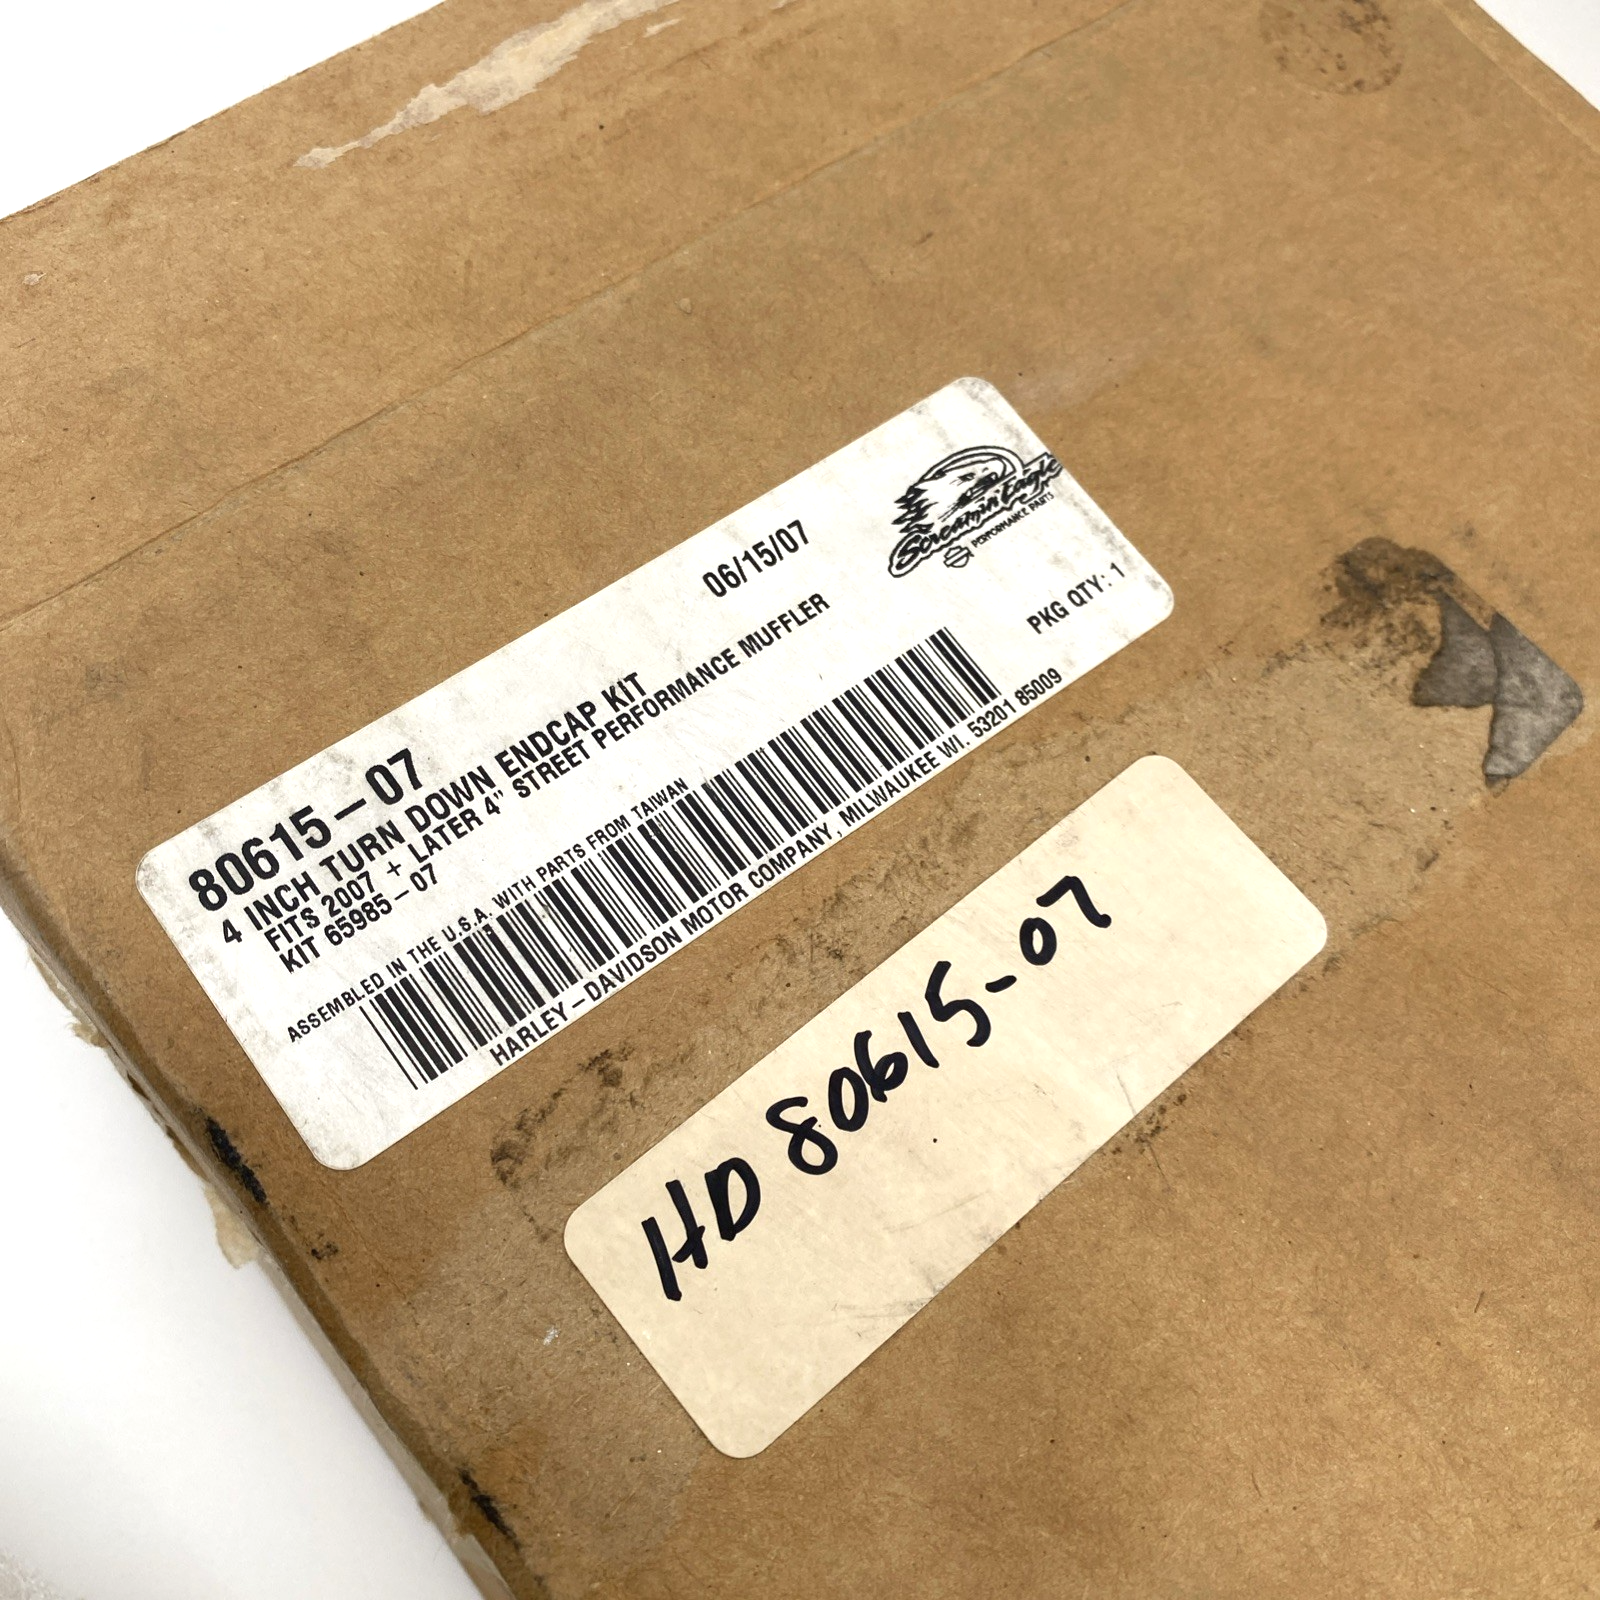 Screamin' Eagle
PERFORMANCE PARTS
06/15/07
80615-07
4 INCH TURN DOWN ENDCAP KIT
FITS 2007 + LATER 4" STREET PERFORMANCE MUFFLER
KIT 65985-07
PKG QTY: 1
ASSEMBLED IN THE U.S.A. WITH PARTS FROM TAIWAN
HARLEY-DAVIDSON MOTOR COMPANY, MILWAUKEE WI. 53201 85009
HD 80615-07